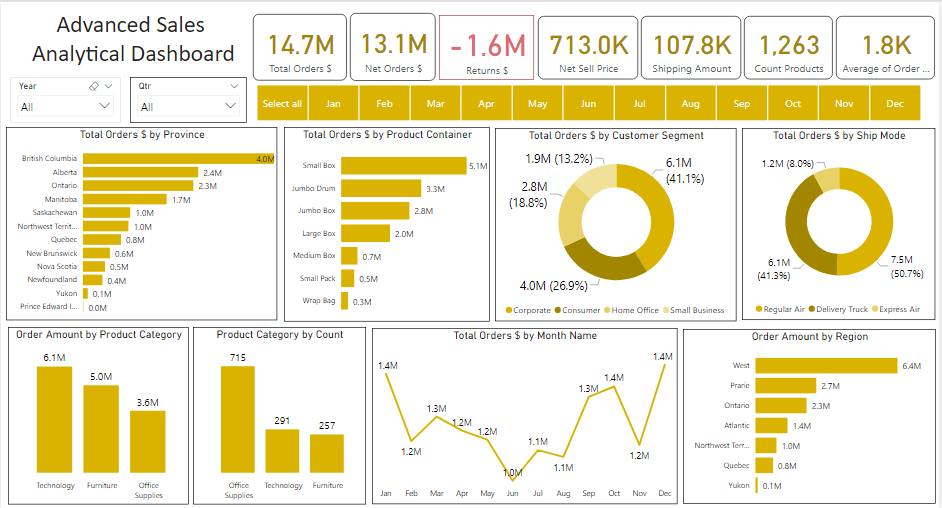 Advanced Sales
Analytical Dashboard
14.7M
Total Orders $
13.1M
Net Orders $
-1.6M
Returns $
713.0K
Net Sell Price
107.8K
Shipping Amount
1,263
Count Products
1.8K
Average of Order ...
Year
All
Qtr
All
Select all Jan Feb Mar Apr May Jun Jul Aug Sep Oct Nov Dec
Total Orders $ by Province
British Columbia 4.0M
Alberta 2.4M
Ontario 2.3M
Manitoba 1.7M
Saskachewan 1.0M
Northwest Territ... 1.0M
Quebec 0.8M
New Brunswick 0.6M
Nova Scotia 0.5M
Newfoundland 0.4M
Yukon 0.1M
Prince Edward I... 0.0M
Total Orders $ by Product Container
Small Box 5.1M
Jumbo Drum 3.3M
Jumbo Box 2.8M
Large Box 2.0M
Medium Box 0.7M
Small Pack 0.5M
Wrap Bag 0.3M
Total Orders $ by Customer Segment
1.9M (13.2%)
6.1M
(41.1%)
2.8M
(18.8%)
4.0M (26.9%)
Corporate Consumer Home Office Small Business
Total Orders $ by Ship Mode
1.2M (8.0%)
6.1M
(41.3%)
7.5M
(50.7%)
Regular Air Delivery Truck Express Air
Order Amount by Product Category
6.1M
5.0M
3.6M
Technology Furniture Office
Supplies
Product Category by Count
715
291
257
Office
Supplies
Technology Furniture
Total Orders $ by Month Name
1.4M
1.2M
1.3M
1.2M
1.2M
1.0M
1.1M
1.1M
1.3M
1.4M
1.2M
1.4M
Jan Feb Mar Apr May Jun Jul Aug Sep Oct Nov Dec
Order Amount by Region
West 6.4M
Prarie 2.7M
Ontario 2.3M
Atlantic 1.4M
Northwest Terr... 1.0M
Quebec 0.8M
Yukon 0.1M